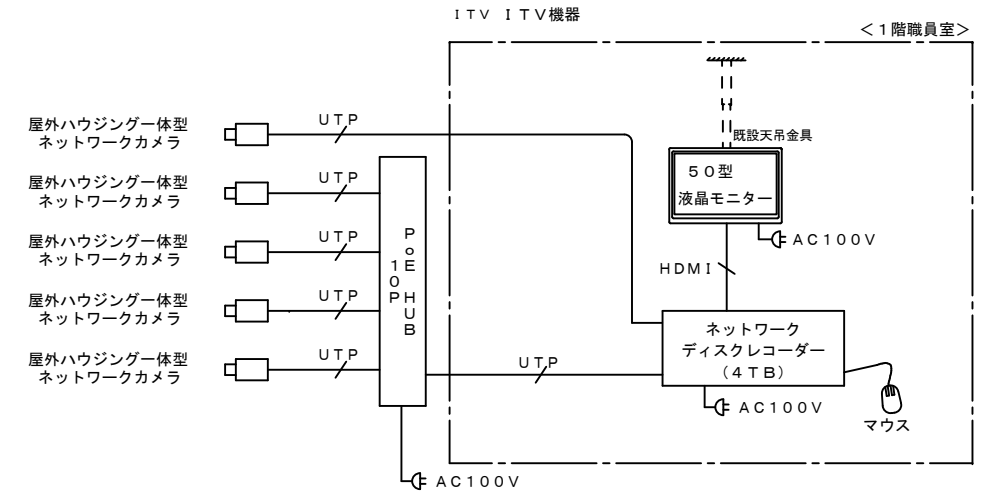 ＩＴＶ ＩＴＶ機器
＜１階職員室＞
屋外ハウジング一体型
ネットワークカメラ
ＵＴＰ
屋外ハウジング一体型
ネットワークカメラ
ＵＴＰ
屋外ハウジング一体型
ネットワークカメラ
ＵＴＰ
屋外ハウジング一体型
ネットワークカメラ
ＵＴＰ
屋外ハウジング一体型
ネットワークカメラ
ＵＴＰ
ＰｏＥ ＨＵＢ
１０Ｐ
ＡＣ１００Ｖ
ＵＴＰ
既設天吊金具
５０型
液晶モニター
ＡＣ１００Ｖ
ＨＤＭＩ
ネットワーク
ディスクレコーダー
（４ＴＢ）
ＡＣ１００Ｖ
マウス